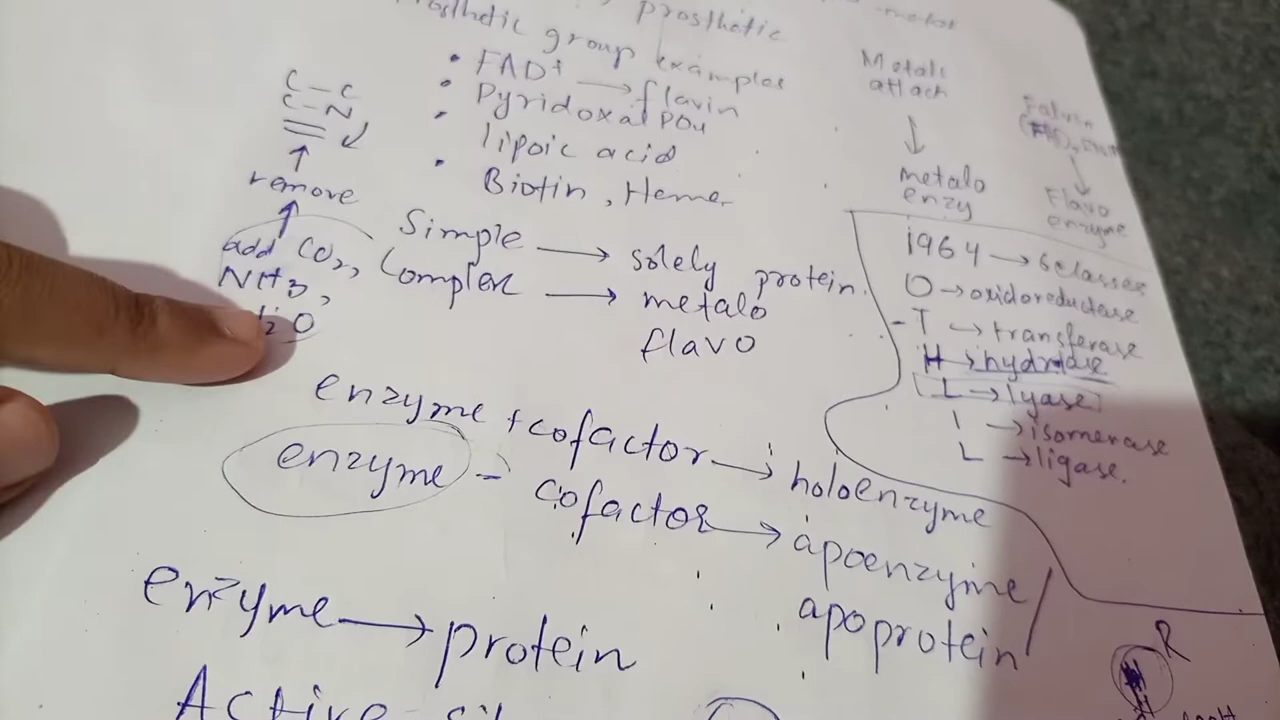 prosthetic
prosthetic group examples
• FAD+ → flavin
• Pyridoxal PO4
• lipoic acid
• Biotin, Heme
C – C
C – N
=
↑
remove
↑
add CO2,
NH3,
H2O
Metals
attach
↓
metalo
enzy
↓
Flavo
enzyme
Simple → solely protein.
Complex → metalo
flavo
1964 → 6 classes
O → oxidoreductase
- T → transferase
H → hydrolase
L → lyase
I → isomerase
L → ligase.
enzyme + cofactor → holoenzyme
enzyme - cofactor → apoenzyme /
apoprotein
enzyme → protein
R
Active